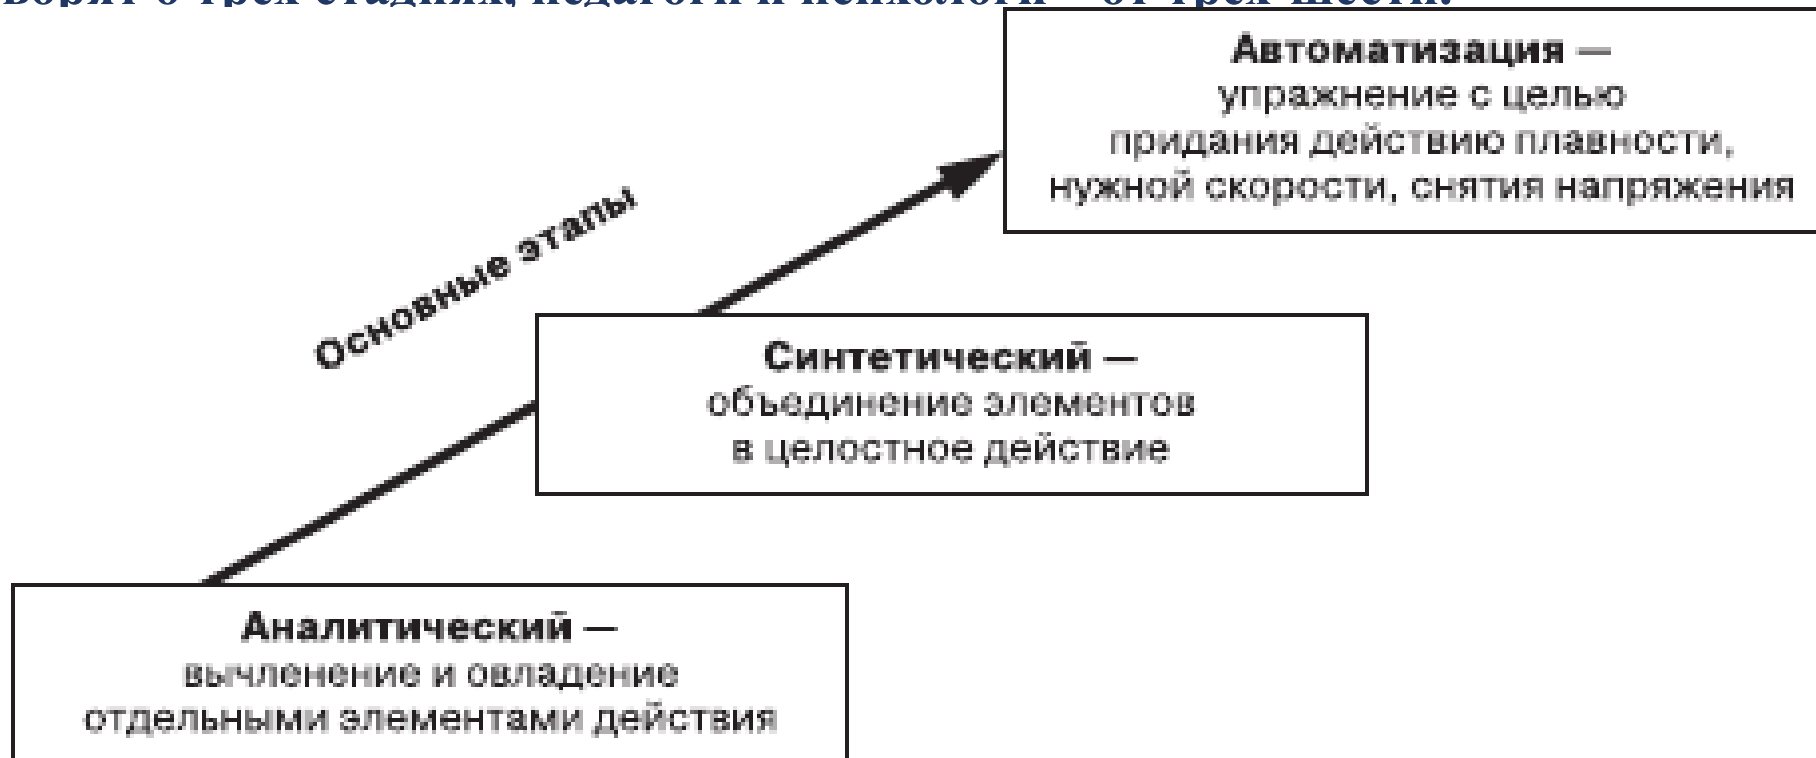 Автоматизация —
упражнение с целью
придания действию плавности,
нужной скорости, снятия напряжения
Основные этапы
Синтетический —
объединение элементов
в целостное действие
Аналитический —
вычленение и овладение
отдельными элементами действия